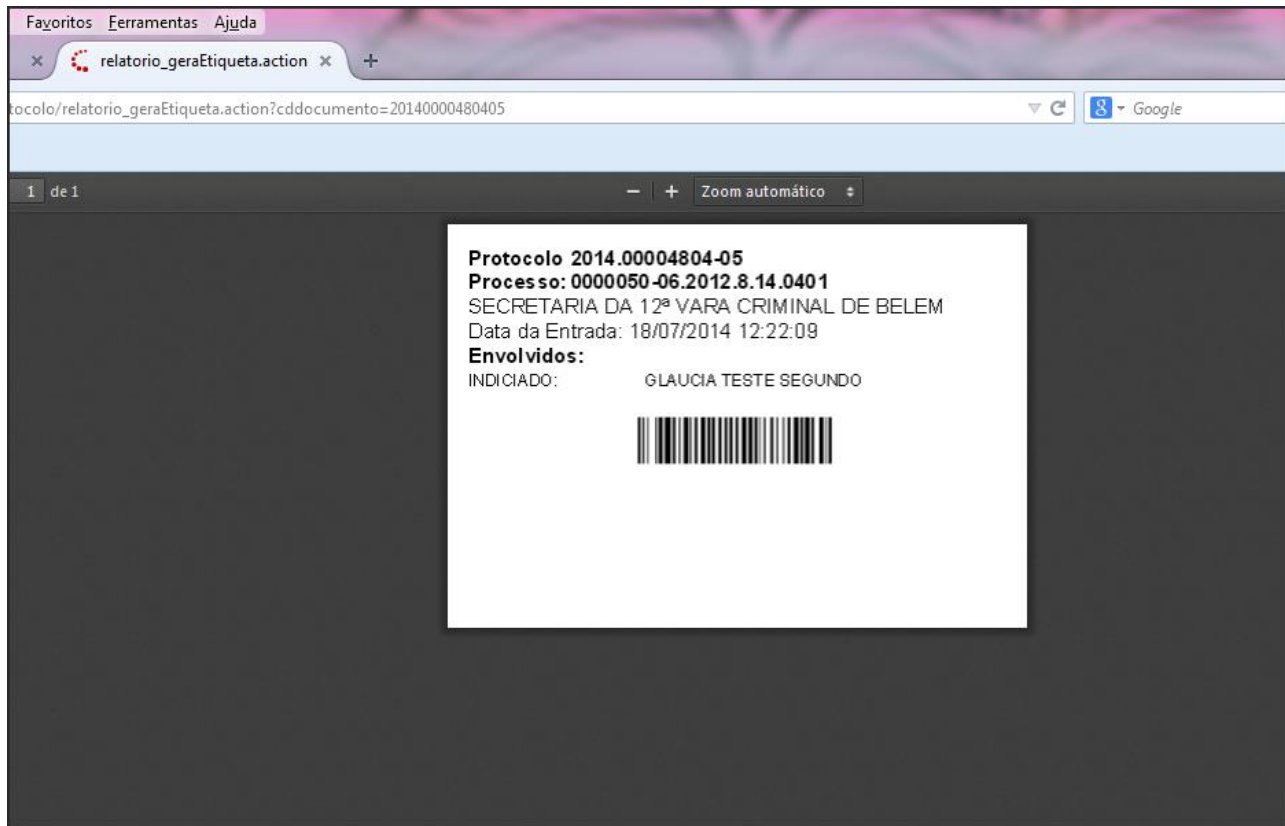 Favoritos Ferramentas Ajuda
relatorio_geraEtiqueta.action
tocolo/relatorio_geraEtiqueta.action?cddocumento=20140000480405
Google
1 de 1
Zoom automático
Protocolo 2014.00004804-05
Processo: 0000050-06.2012.8.14.0401
SECRETARIA DA 12ª VARA CRIMINAL DE BELEM
Data da Entrada: 18/07/2014 12:22:09
Envolvidos:
INDICIADO: GLAUCIA TESTE SEGUNDO